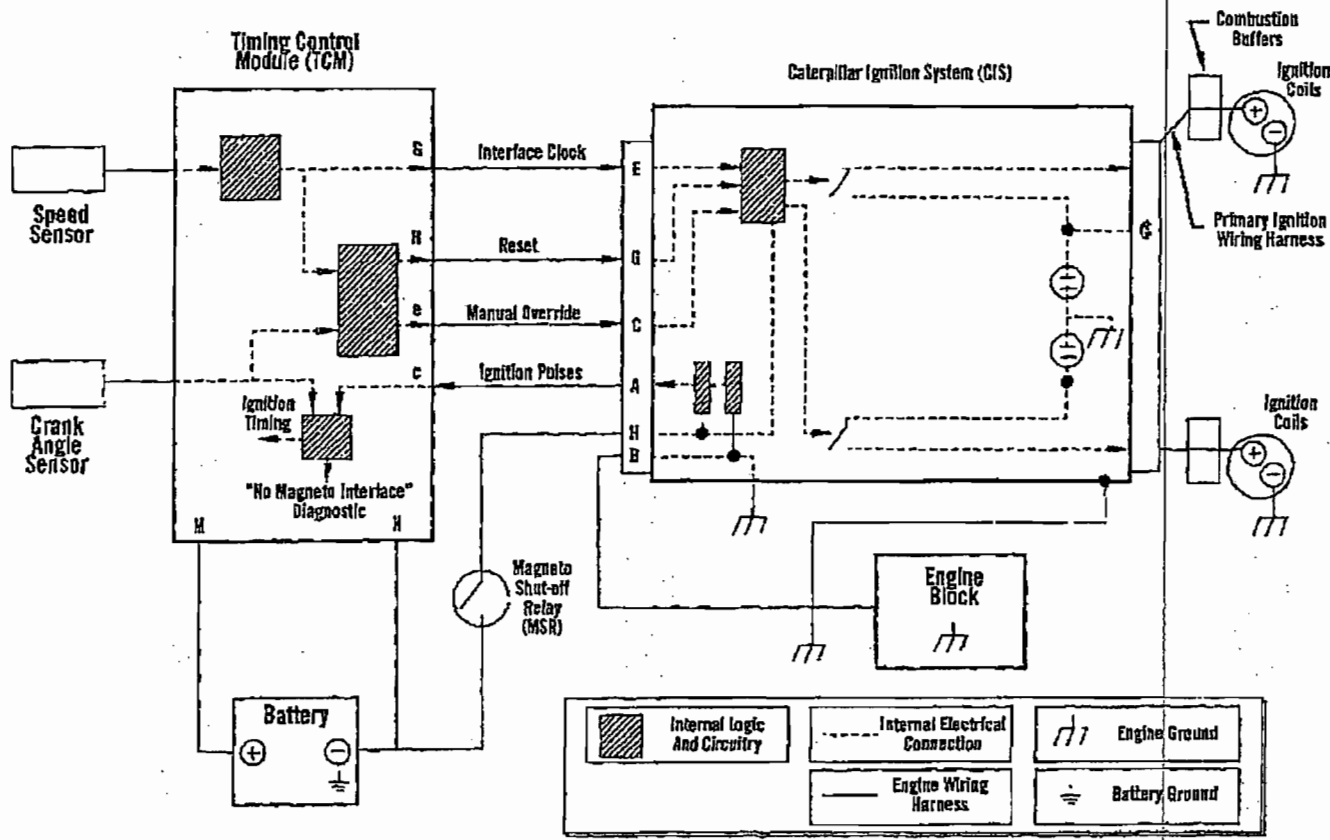 Timing Control
Module (TCM)
Caterpillar Ignition System (CIS)
Combustion
Buffers
Ignition
Coils
Speed
Sensor
G
Interface Clock
E
H
Reset
G
Primary Ignition
Wiring Harness
e
Manual Override
C
c
Ignition Pulses
A
Crank
Angle
Sensor
Ignition
Timing
H
B
Ignition
Coils
"No Magneto Interface"
Diagnostic
M
N
Magneto
Shut-off
Relay
(MSR)
Engine
Block
Battery
Internal Logic
And Circuitry
Internal Electrical
Connection
Engine Ground
Engine Wiring
Harness
Battery Ground